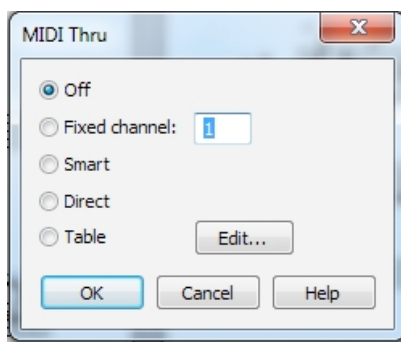 MIDI Thru
Off
Fixed channel: 1
Smart
Direct
Table Edit...
OK Cancel Help